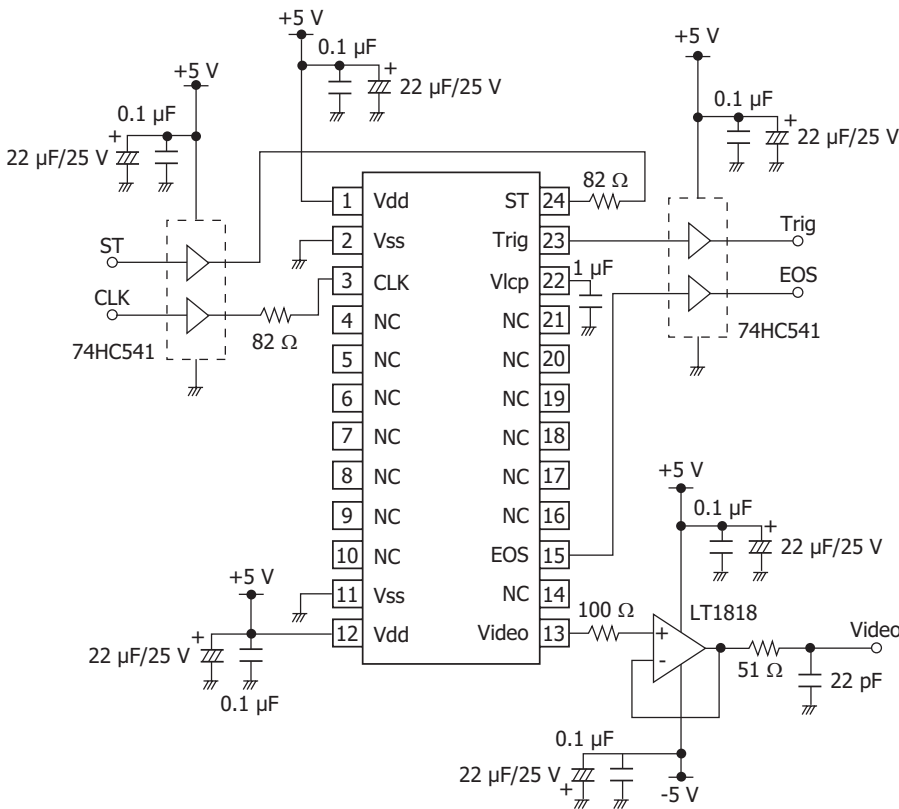 +5 V
0.1 µF
+
22 µF/25 V
+5 V
0.1 µF
+
22 µF/25 V
+5 V
0.1 µF
+
22 µF/25 V
ST
CLK
74HC541
82 Ω
82 Ω
1 Vdd
2 Vss
3 CLK
4 NC
5 NC
6 NC
7 NC
8 NC
9 NC
10 NC
11 Vss
12 Vdd
ST 24
Trig 23
Vlcp 22
NC 21
NC 20
NC 19
NC 18
NC 17
NC 16
EOS 15
NC 14
Video 13
1 µF
Trig
EOS
74HC541
+5 V
0.1 µF
+
22 µF/25 V
+5 V
+
22 µF/25 V
0.1 µF
100 Ω
LT1818
+
-
51 Ω
Video
22 pF
0.1 µF
22 µF/25 V
+
-5 V